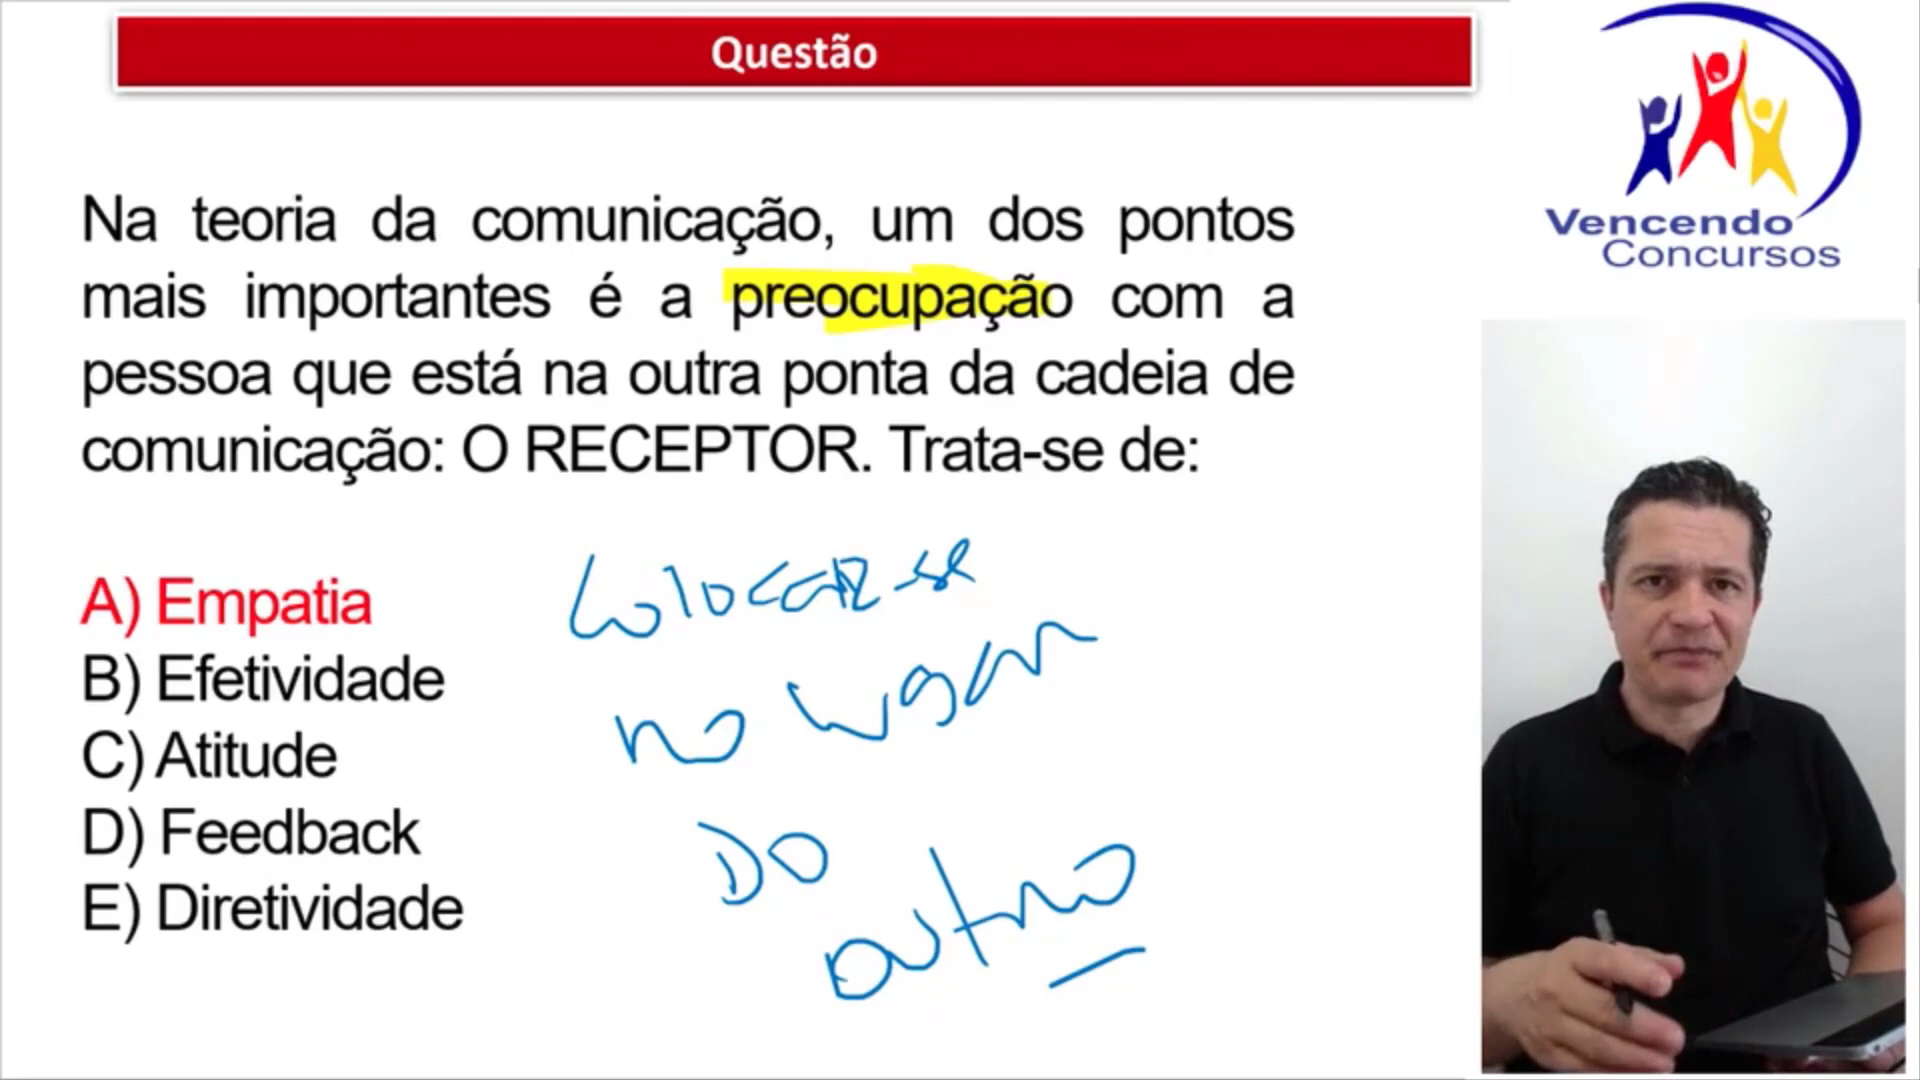 Questão
Vencendo
Concursos
Na teoria da comunicação, um dos pontos
mais importantes é a preocupação com a
pessoa que está na outra ponta da cadeia de
comunicação: O RECEPTOR. Trata-se de:
A) Empatia
B) Efetividade
C) Atitude
D) Feedback
E) Diretividade
Colocar-se
no lugar
Do
outro